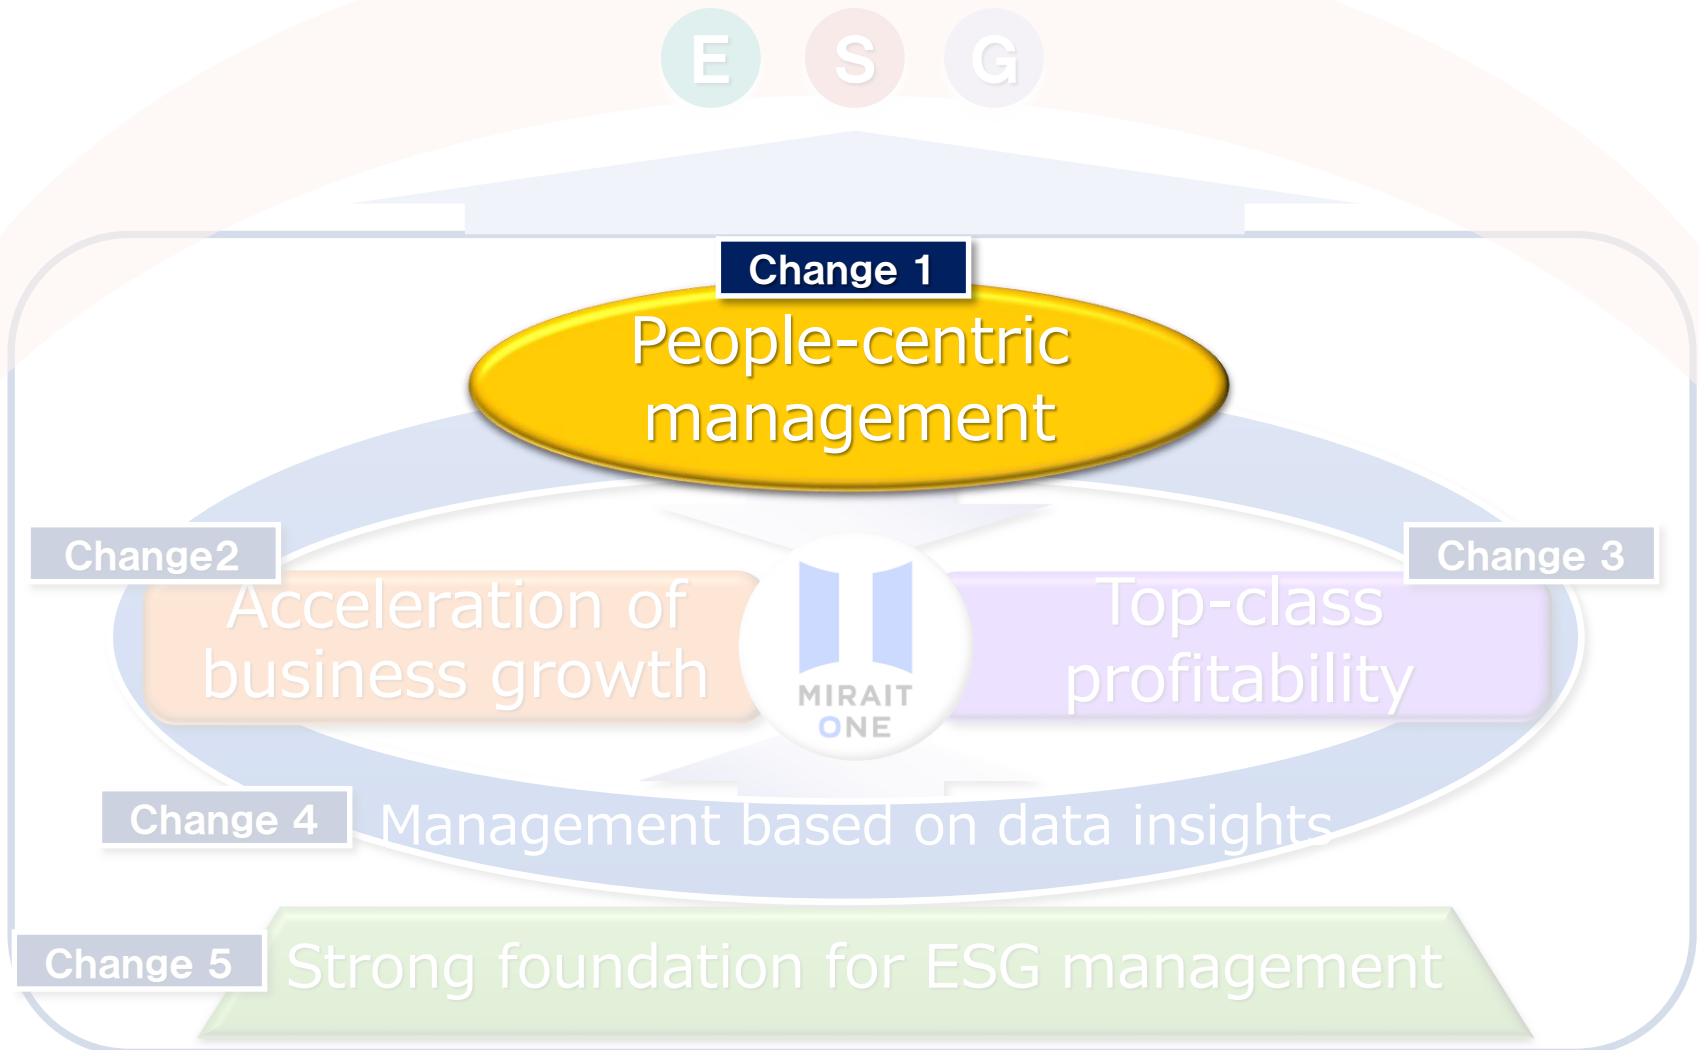 E S G
Change 1
People-centric
management
Change2
Change 3
Acceleration of
business growth
Top-class
profitability
MIRAIT
ONE
Change 4
Management based on data insights
Change 5
Strong foundation for ESG management